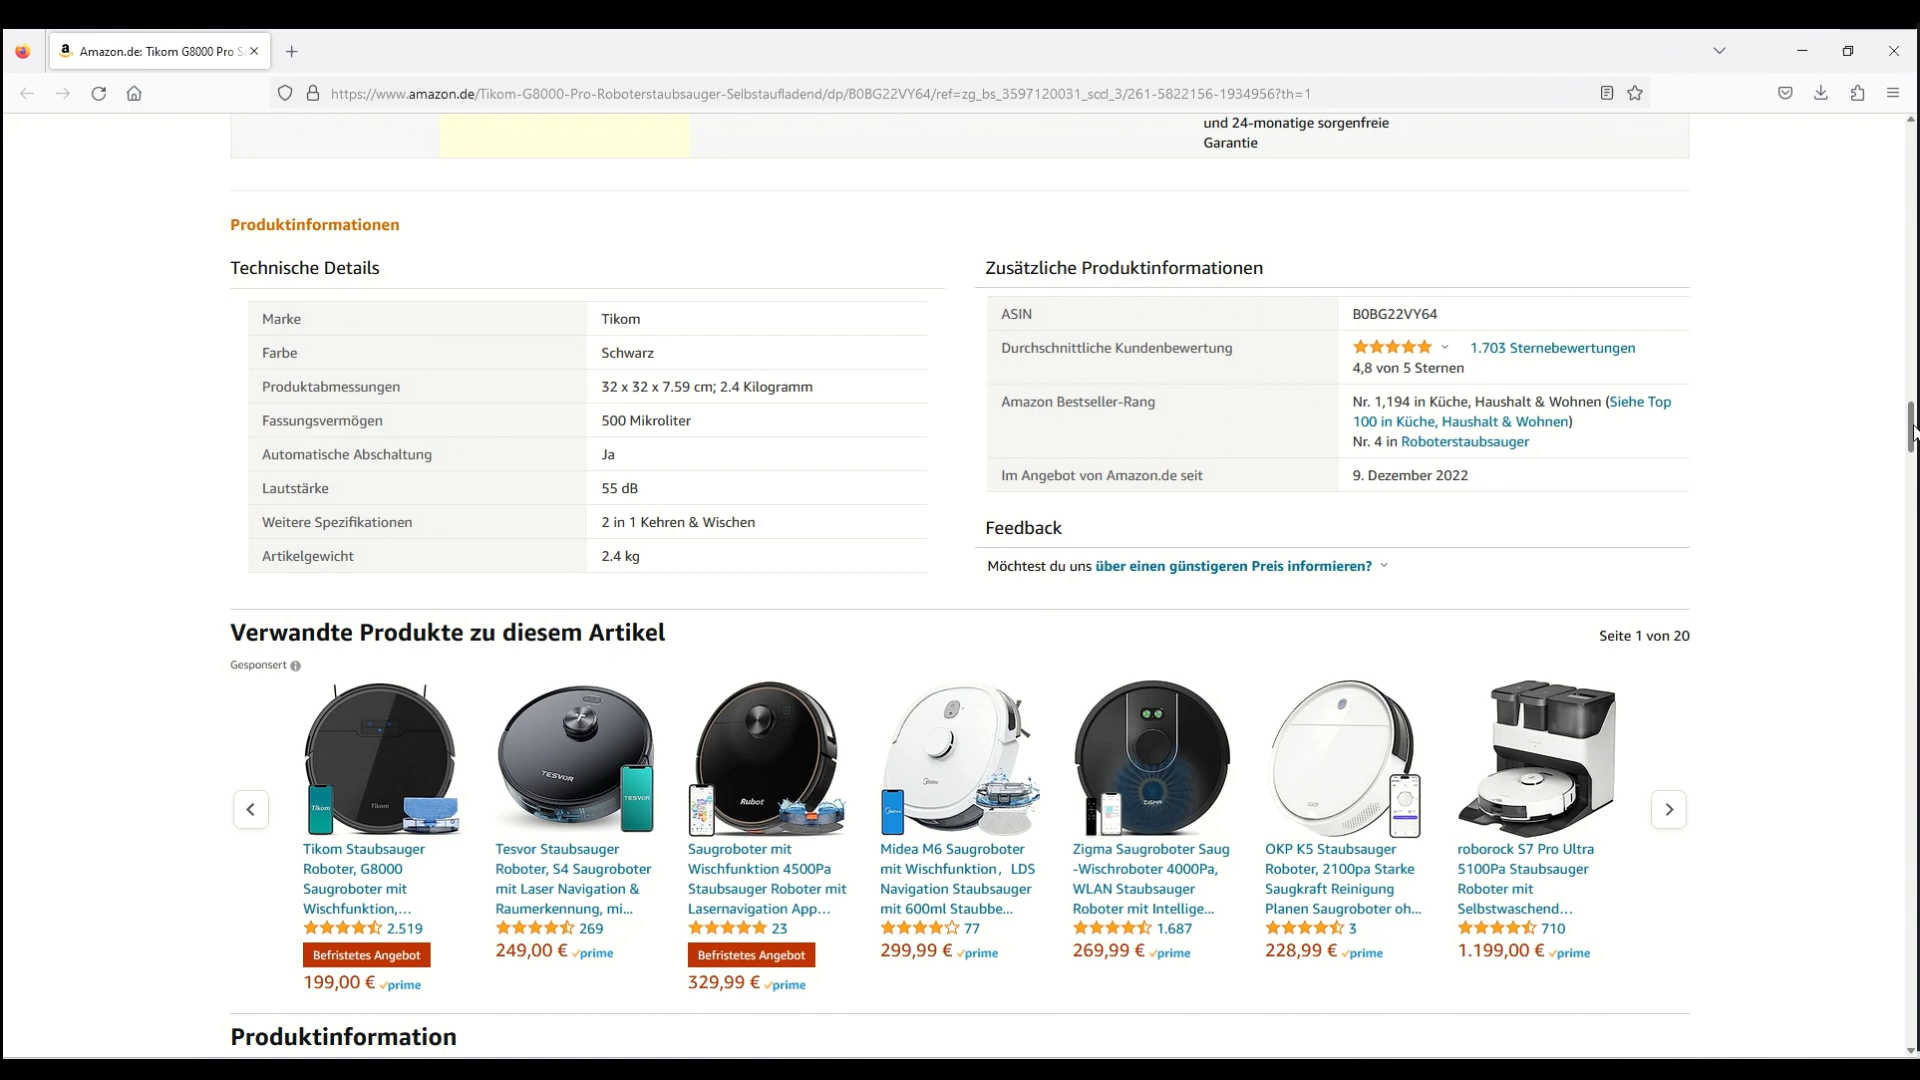 Amazon.de: Tikom G8000 Pro S
https://www.amazon.de/Tikom-G8000-Pro-Roboterstaubsauger-Selbstaufladend/dp/B0BG22VY64/ref=zg_bs_3597120031_sccl_3/261-5822156-1934956?th=1
und 24-monatige sorgenfreie
Garantie
Produktinformationen
Technische Details
Marke Tikom
Farbe Schwarz
Produktabmessungen 32 x 32 x 7.59 cm; 2.4 Kilogramm
Fassungsvermögen 500 Mikroliter
Automatische Abschaltung Ja
Lautstärke 55 dB
Weitere Spezifikationen 2 in 1 Kehren & Wischen
Artikelgewicht 2.4 kg
Zusätzliche Produktinformationen
ASIN B0BG22VY64
Durchschnittliche Kundenbewertung 1.703 Sternebewertungen
4,8 von 5 Sternen
Amazon Bestseller-Rang Nr. 1,194 in Küche, Haushalt & Wohnen (Siehe Top
100 in Küche, Haushalt & Wohnen)
Nr. 4 in Roboterstaubsauger
Im Angebot von Amazon.de seit 9. Dezember 2022
Feedback
Möchtest du uns über einen günstigeren Preis informieren?
Verwandte Produkte zu diesem Artikel
Seite 1 von 20
Gesponsert
Tikom Staubsauger
Roboter, G8000
Saugroboter mit
Wischfunktion,...
2.519
Befristetes Angebot
199,00 € prime
Tesvor Staubsauger
Roboter, S4 Saugroboter
mit Laser Navigation &
Raumerkennung, mi...
269
249,00 € prime
Saugroboter mit
Wischfunktion 4500Pa
Staubsauger Roboter mit
Lasernavigation App...
23
Befristetes Angebot
329,99 € prime
Midea M6 Saugroboter
mit Wischfunktion, LDS
Navigation Staubsauger
mit 600ml Staubbe...
77
299,99 € prime
Zigma Saugroboter Saug
-Wischroboter 4000Pa,
WLAN Staubsauger
Roboter mit Intellige...
1.687
269,99 € prime
OKP K5 Staubsauger
Roboter, 2100pa Starke
Saugkraft Reinigung
Planen Saugroboter oh...
3
228,99 € prime
roborock S7 Pro Ultra
5100Pa Staubsauger
Roboter mit
Selbstwaschend...
710
1.199,00 € prime
Tikom
Tikom
TESVOR
TESVOR
Rubot
Midea
ZIGMA
OKP
Produktinformation